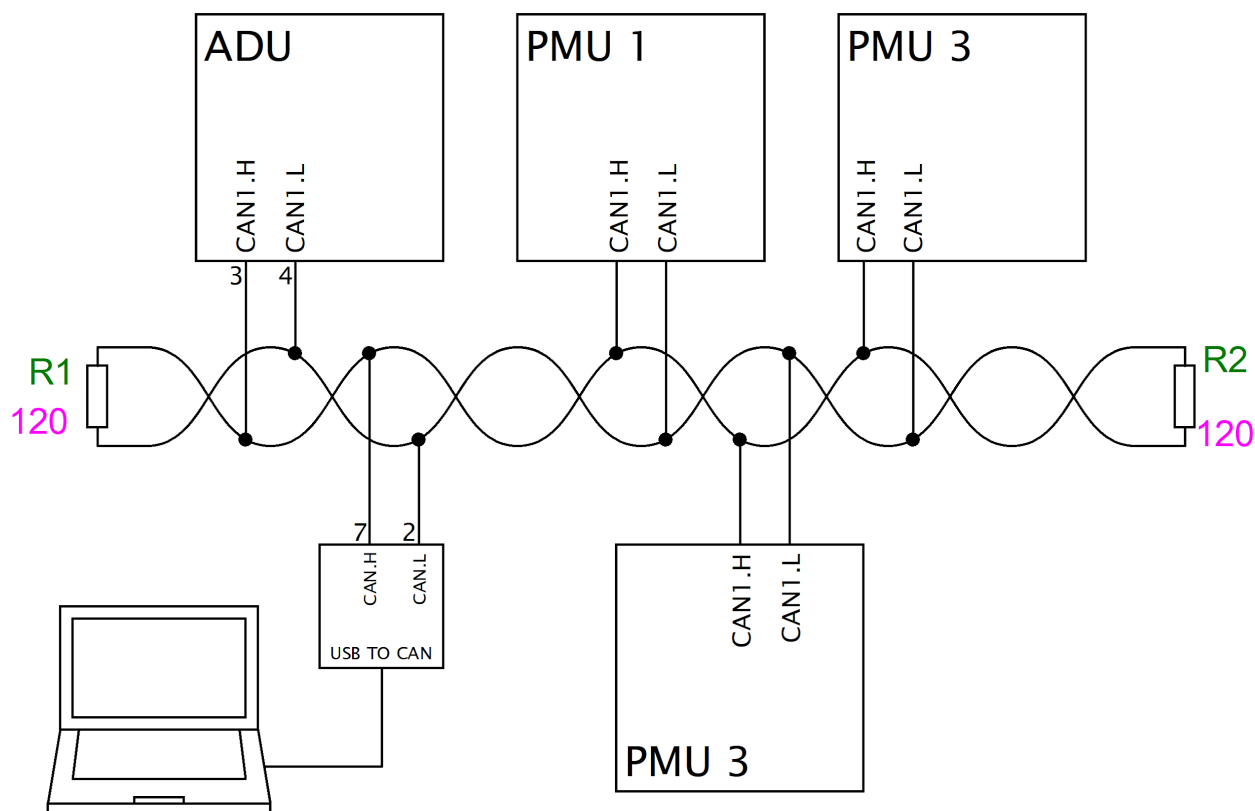 ADU
PMU 1
PMU 3
CAN1.H
CAN1.L
CAN1.H
CAN1.L
CAN1.H
CAN1.L
3
4
R1
120
R2
120
7
2
CAN.H
CAN.L
USB TO CAN
CAN1.H
CAN1.L
PMU 3